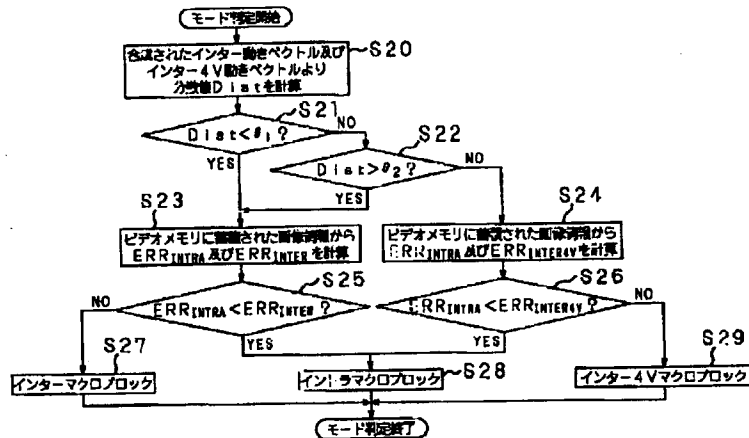 モード判定開始
S20
合成されたインター動きベクトル及び
インター4V動きベクトルより
分散値Distを計算
S21
Dist<θ1?
NO
YES
S22
Dist>θ2?
NO
YES
S23
ビデオメモリに蓄積された画像情報から
ERRINTRA及びERRINTERを計算
S24
ビデオメモリに蓄積された画像情報から
ERRINTRA及びERRINTER4Vを計算
S25
ERRINTRA<ERRINTER?
NO
YES
S26
ERRINTRA<ERRINTER4V?
NO
YES
S27
インターマクロブロック
S28
イントラマクロブロック
S29
インター4Vマクロブロック
モード判定終了